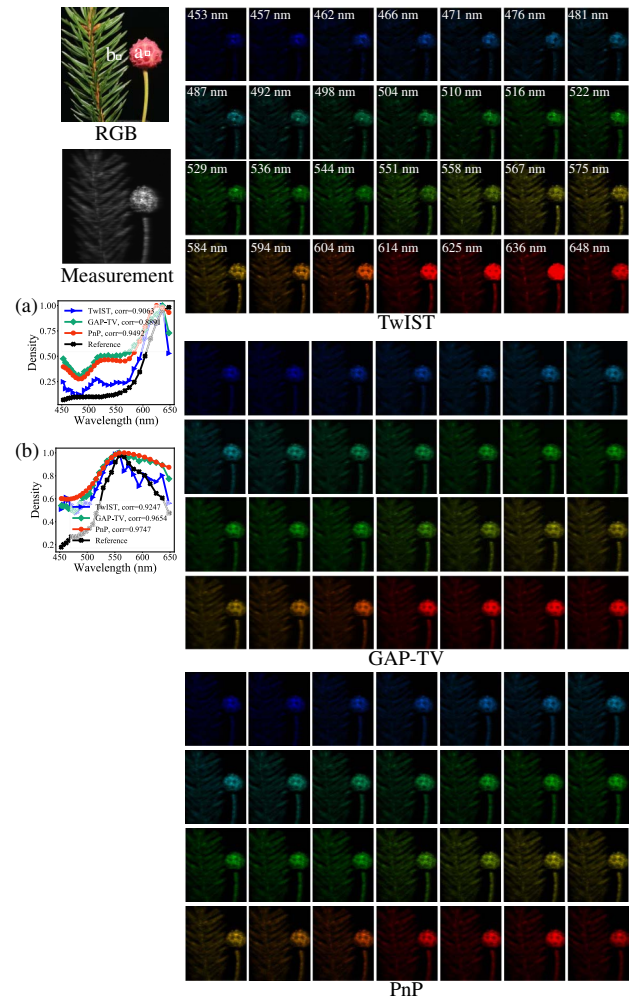 b
a
RGB
Measurement
453 nm 457 nm 462 nm 466 nm 471 nm 476 nm 481 nm
487 nm 492 nm 498 nm 504 nm 510 nm 516 nm 522 nm
529 nm 536 nm 544 nm 551 nm 558 nm 567 nm 575 nm
584 nm 594 nm 604 nm 614 nm 625 nm 636 nm 648 nm
TwIST
(a)
1.00
0.75
0.50
0.25
Density
TwIST, corr=0.9063
GAP-TV, corr=0.8891
PnP, corr=0.9492
Reference
450 500 550 600 650
Wavelength (nm)
(b)
1.0
0.8
0.6
0.4
0.2
Density
TwIST, corr=0.9247
GAP-TV, corr=0.9654
PnP, corr=0.9747
Reference
450 500 550 600 650
Wavelength (nm)
GAP-TV
PnP